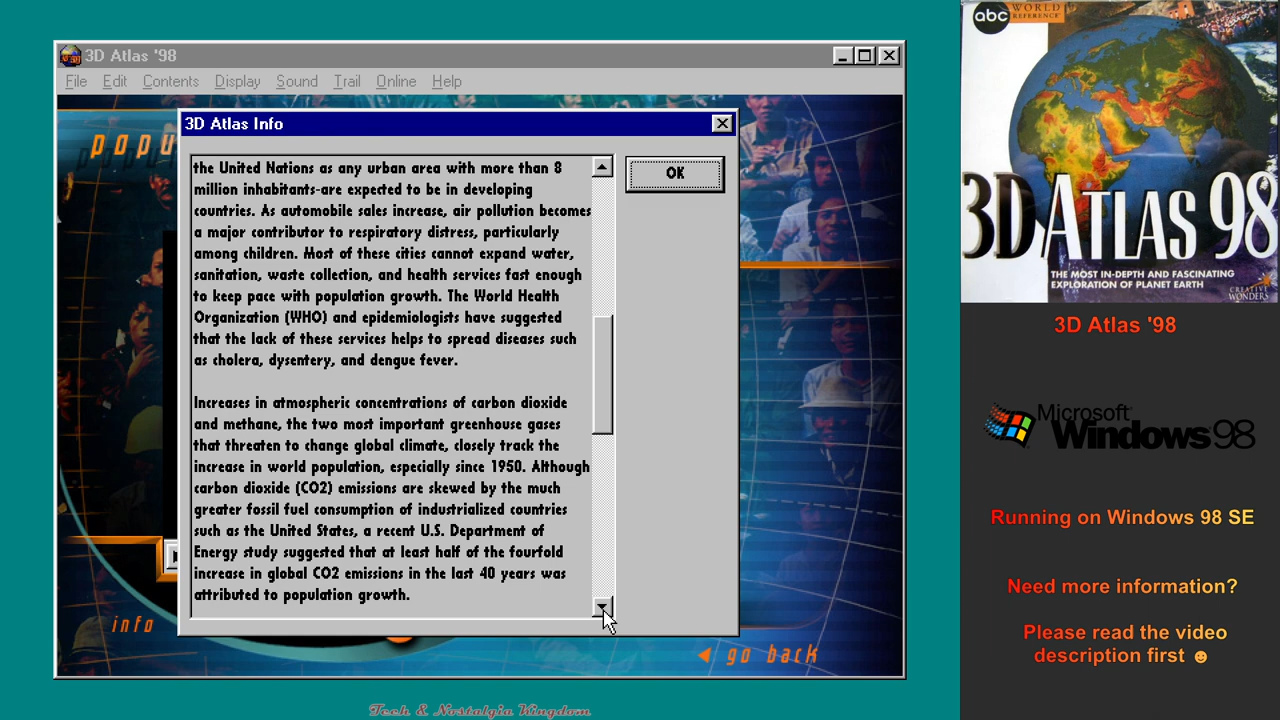 3D Atlas '98
File Edit Contents Display Sound Trail Online Help
popu
3D Atlas Info
the United Nations as any urban area with more than 8
million inhabitants-are expected to be in developing
countries. As automobile sales increase, air pollution becomes
a major contributor to respiratory distress, particularly
among children. Most of these cities cannot expand water,
sanitation, waste collection, and health services fast enough
to keep pace with population growth. The World Health
Organization (WHO) and epidemiologists have suggested
that the lack of these services helps to spread diseases such
as cholera, dysentery, and dengue fever.
Increases in atmospheric concentrations of carbon dioxide
and methane, the two most important greenhouse gases
that threaten to change global climate, closely track the
increase in world population, especially since 1950. Although
carbon dioxide (CO2) emissions are skewed by the much
greater fossil fuel consumption of industrialized countries
such as the United States, a recent U.S. Department of
Energy study suggested that at least half of the fourfold
increase in global CO2 emissions in the last 40 years was
attributed to population growth.
OK
info
go back
Tech & Nostalgia Kingdom
abc WORLD
REFERENCE
3D ATLAS 98
THE MOST IN-DEPTH AND FASCINATING
EXPLORATION OF PLANET EARTH
CREATIVE
WONDERS
3D Atlas '98
Microsoft
Windows 98
Running on Windows 98 SE
Need more information?
Please read the video
description first ☻